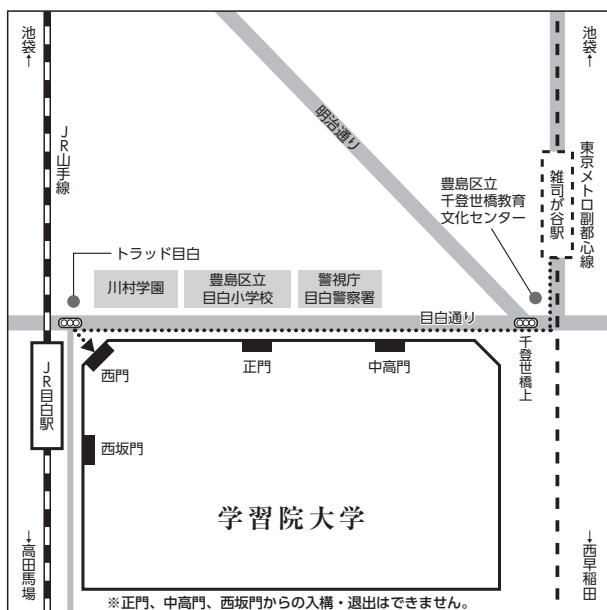 池袋→
池袋→
JR山手線
明治通り
東京メトロ副都心線
雑司が谷駅
豊島区立
千登世橋教育
文化センター
トラッド目白
川村学園
豊島区立
目白小学校
警視庁
目白警察署
目白通り
千登世橋上
JR目白駅
西門
正門
中高門
西坂門
学習院大学
→高田馬場
→西早稲田
※正門、中高門、西坂門からの入構・退出はできません。